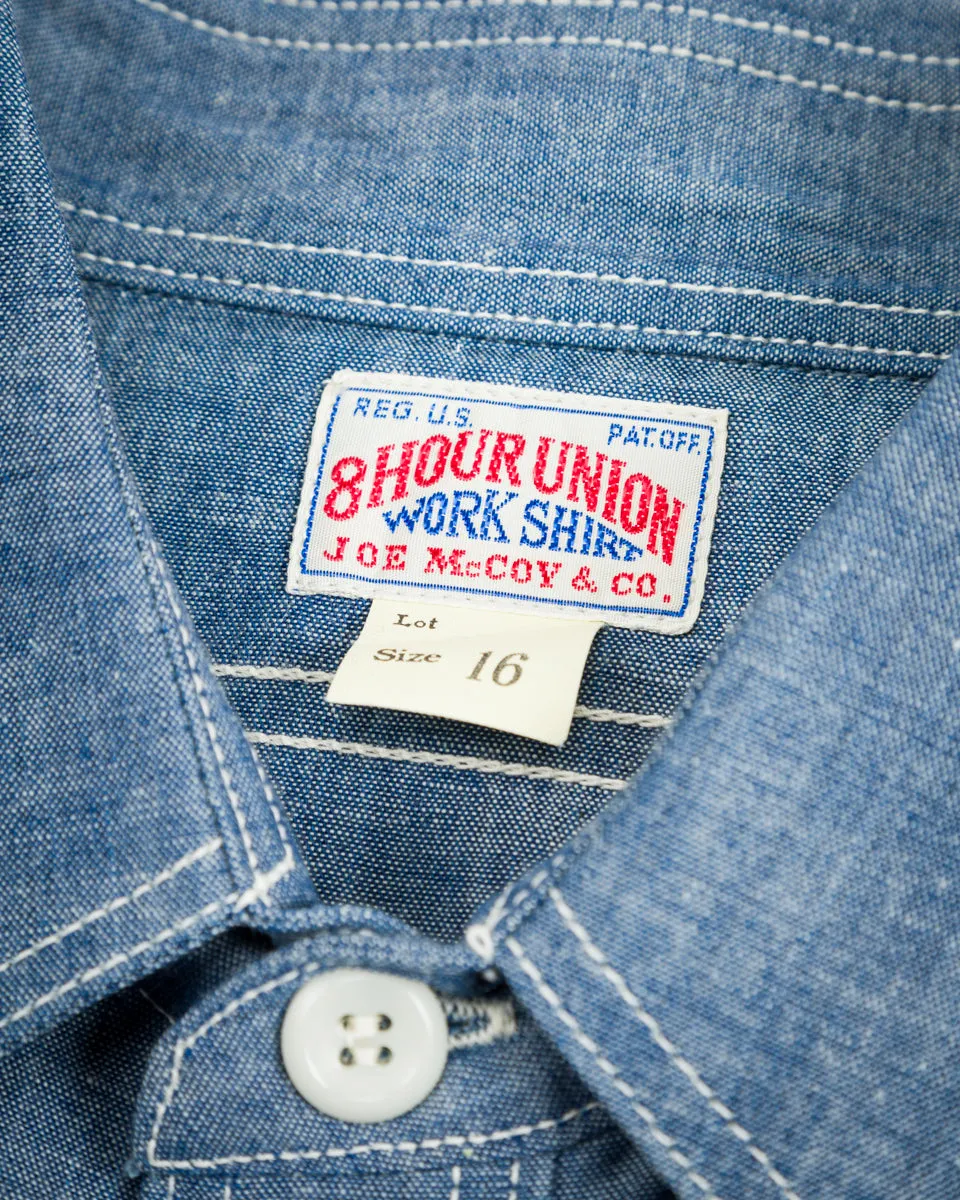 REG. U.S. PAT. OFF.
8 HOUR UNION
WORK SHIRT
JOE McCOY & CO.
Lot
Size 16